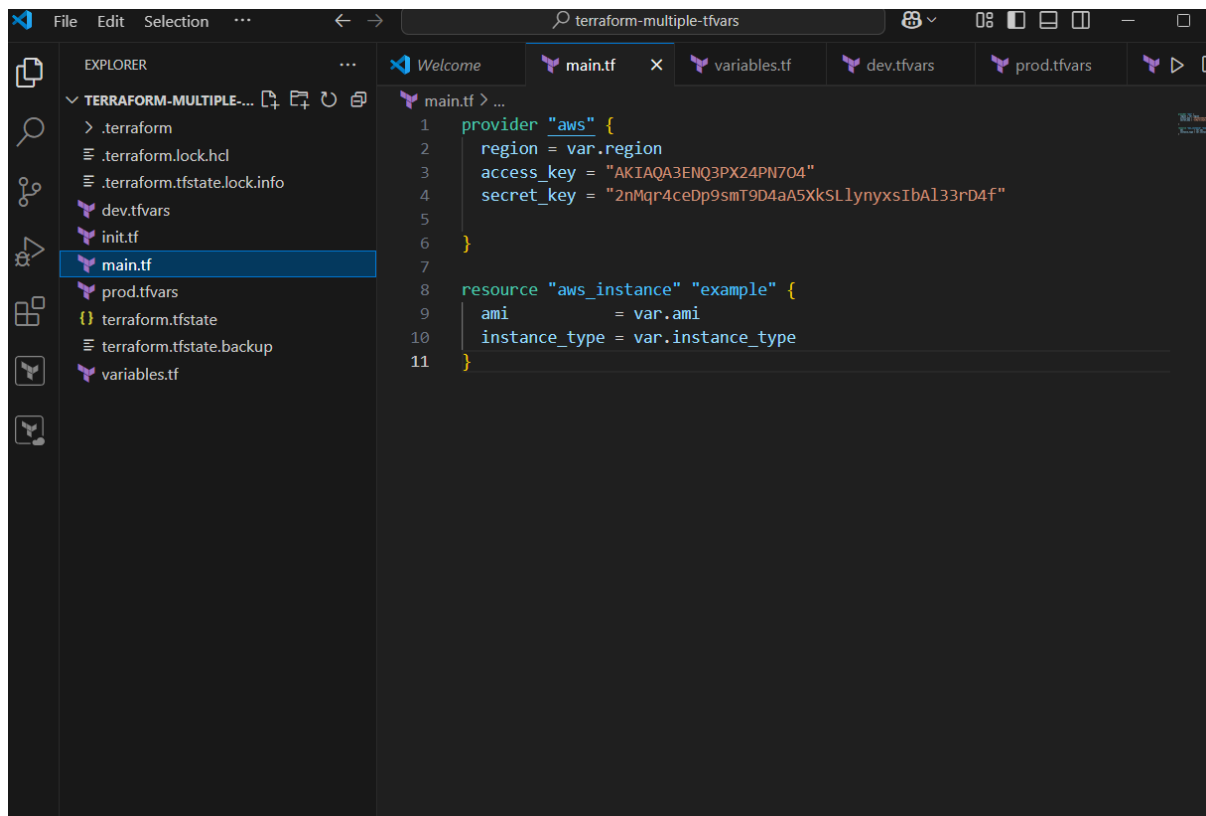 File Edit Selection ··· ← → terraform-multiple-tfvars
EXPLORER ···
TERRAFORM-MULTIPLE-...
> .terraform
.terraform.lock.hcl
.terraform.tfstate.lock.info
dev.tfvars
init.tf
main.tf
prod.tfvars
{} terraform.tfstate
terraform.tfstate.backup
variables.tf
Welcome main.tf × variables.tf dev.tfvars prod.tfvars
main.tf > ...
1 provider "aws" {
2 region = var.region
3 access_key = "AKIAQA3ENQ3PX24PN7O4"
4 secret_key = "2nMqr4ceDp9smT9D4aA5XkSLlynyxsIbAl33rD4f"
5
6 }
7
8 resource "aws_instance" "example" {
9 ami = var.ami
10 instance_type = var.instance_type
11 }